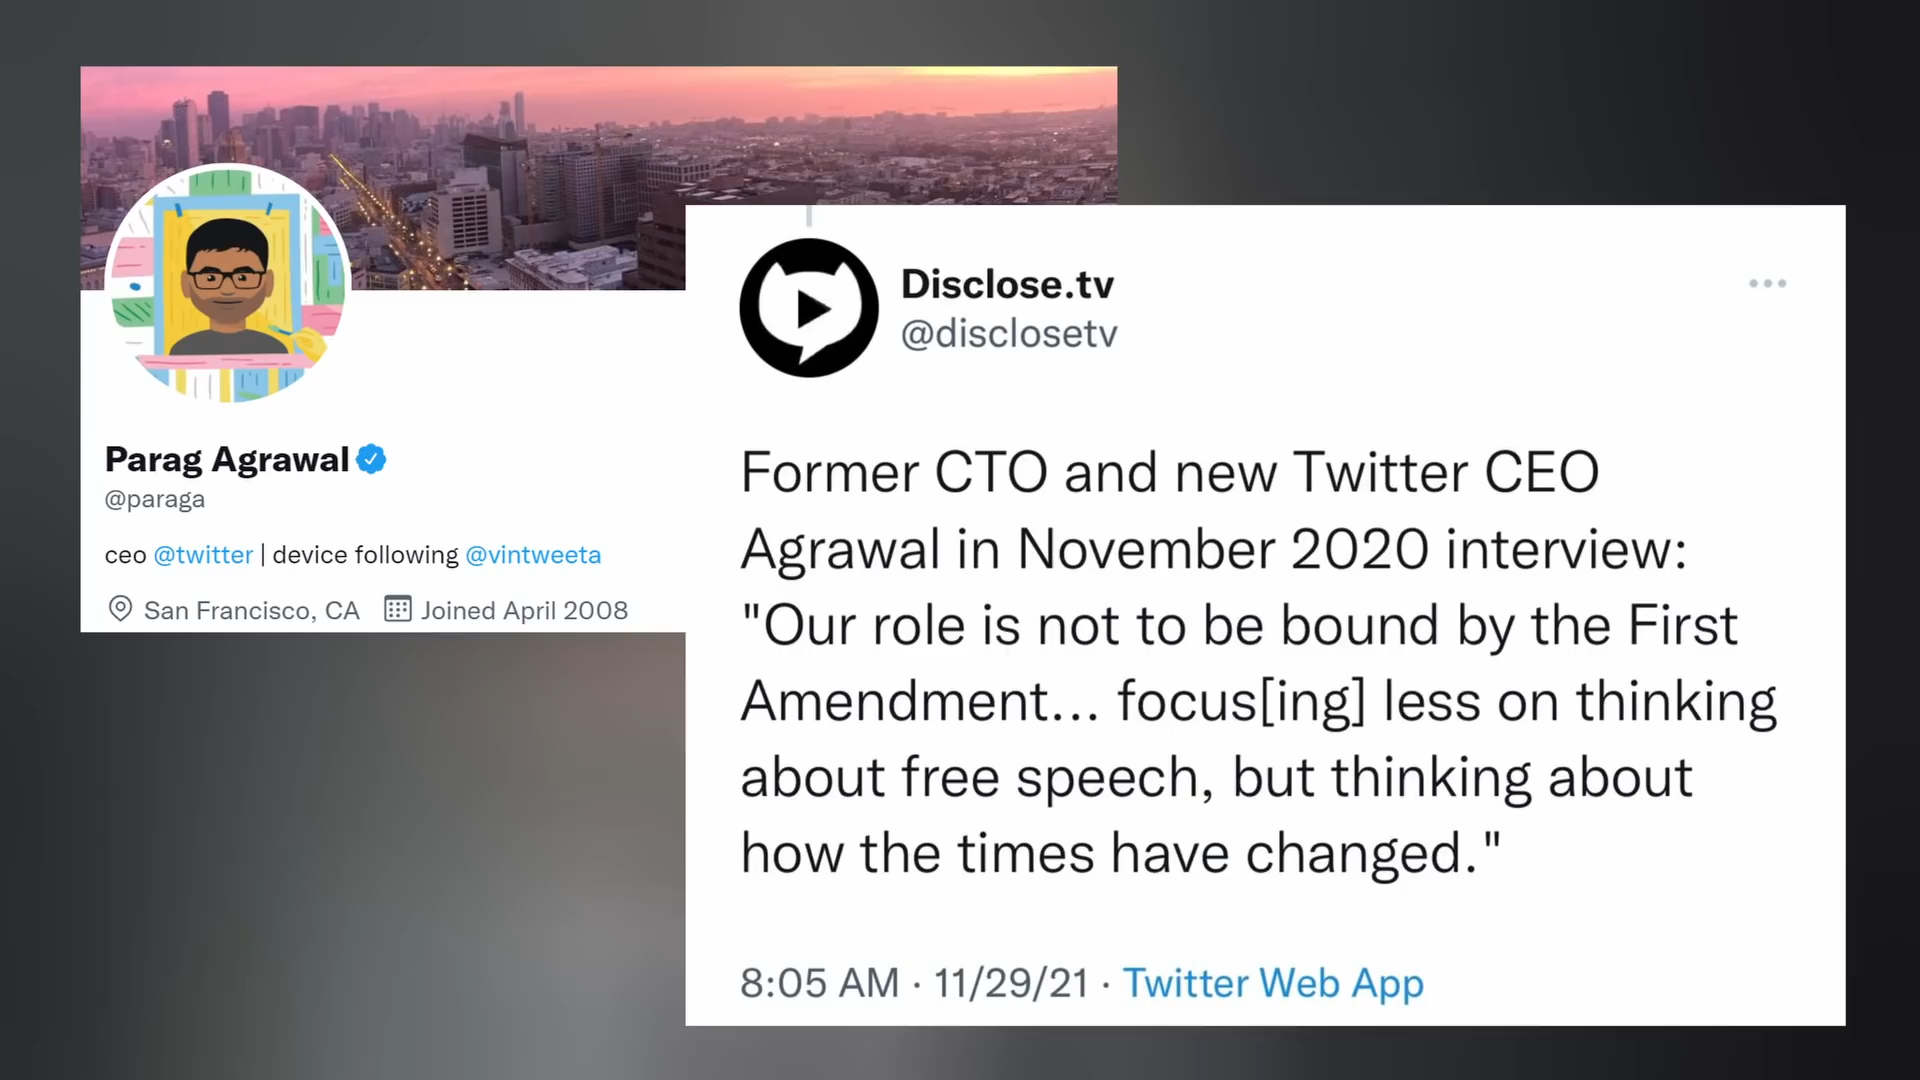 Parag Agrawal
@paraga
ceo @twitter | device following @vintweeta
San Francisco, CA Joined April 2008
Disclose.tv
@disclosetv
Former CTO and new Twitter CEO
Agrawal in November 2020 interview:
"Our role is not to be bound by the First
Amendment... focus[ing] less on thinking
about free speech, but thinking about
how the times have changed."
8:05 AM · 11/29/21 · Twitter Web App